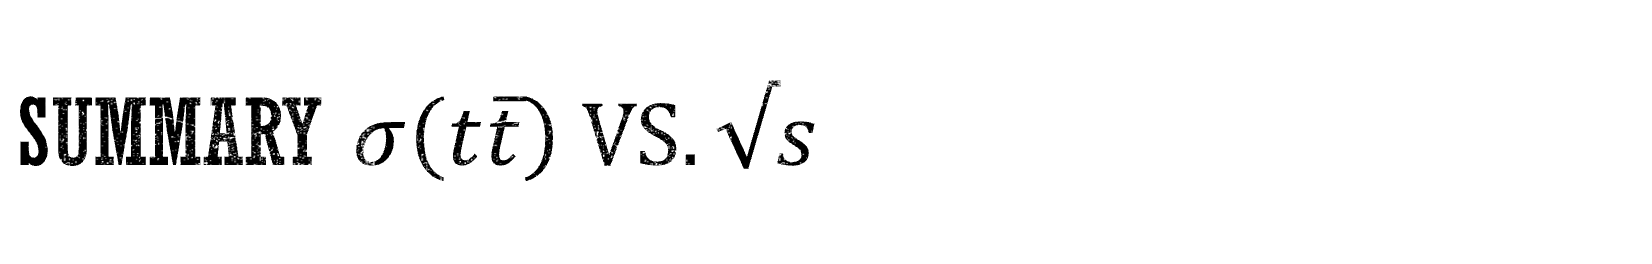 SUMMARY σ(tt̅) VS. √s